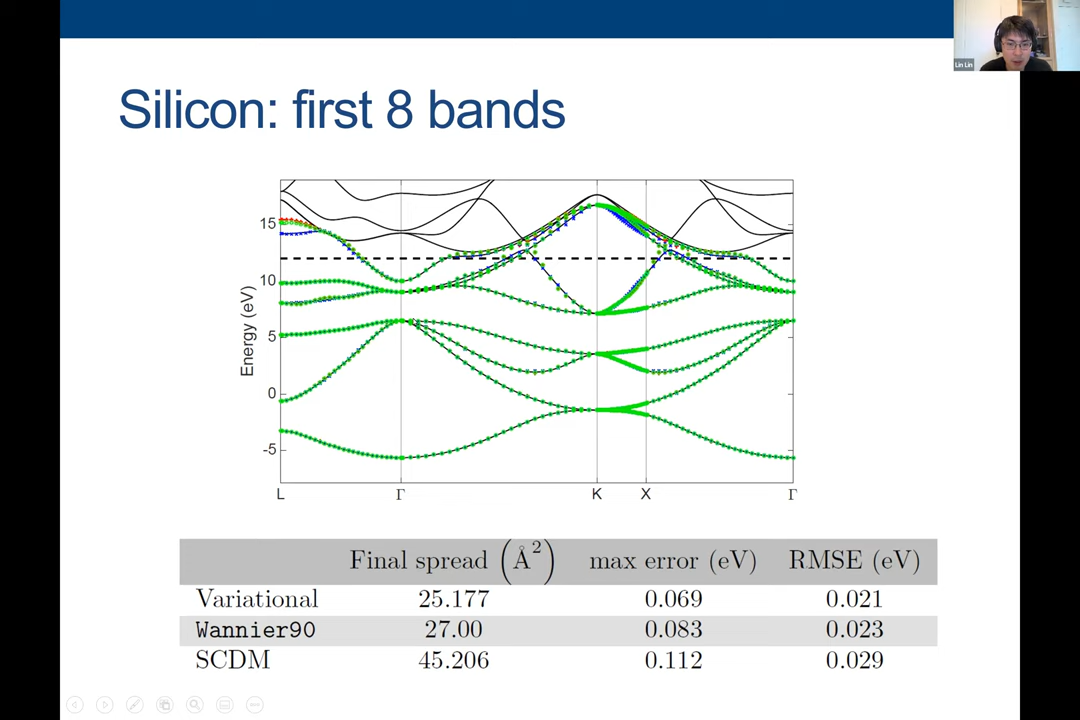 Lin Lin
Silicon: first 8 bands
15
10
5
0
-5
Energy (eV)
L Γ K X Γ
Final spread (Å²) max error (eV) RMSE (eV)
Variational 25.177 0.069 0.021
Wannier90 27.00 0.083 0.023
SCDM 45.206 0.112 0.029